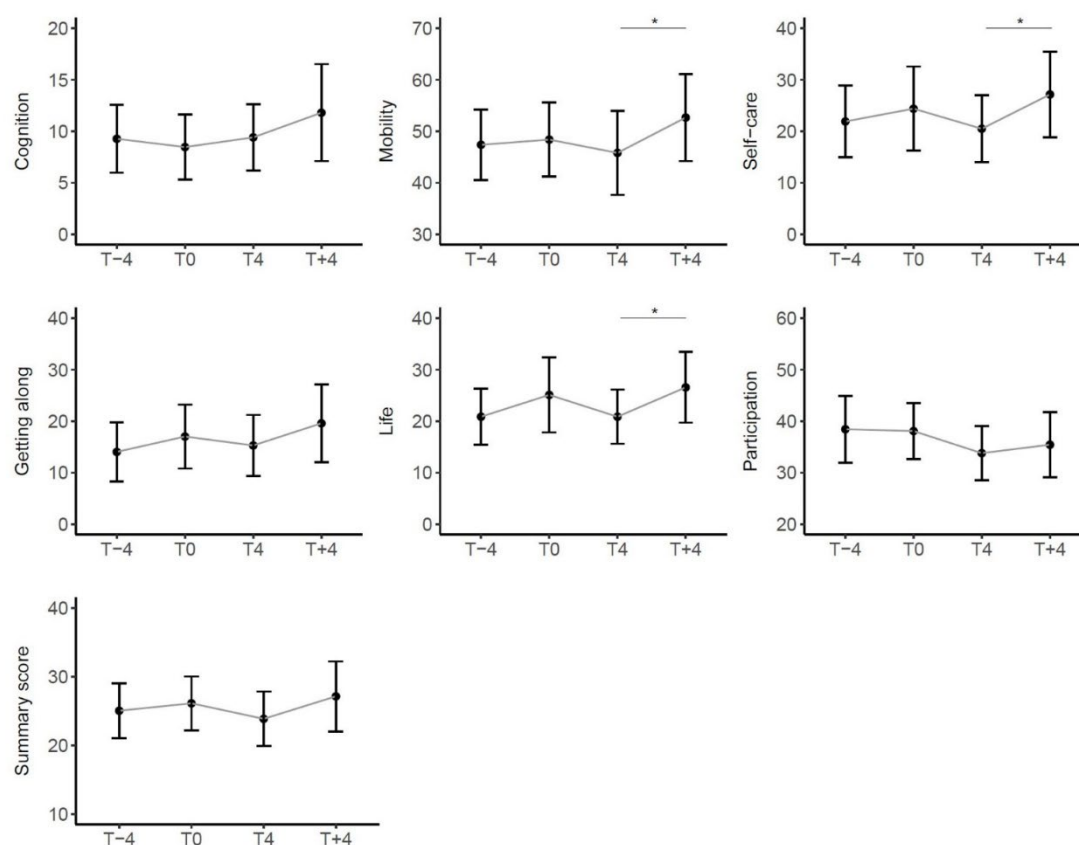 Cognition
20
15
10
5
0
T−4 T0 T4 T+4
Mobility
70
60
50
40
30
*
T−4 T0 T4 T+4
Self−care
40
30
20
10
0
*
T−4 T0 T4 T+4
Getting along
40
30
20
10
0
T−4 T0 T4 T+4
Life
40
30
20
10
0
*
T−4 T0 T4 T+4
Participation
60
50
40
30
20
T−4 T0 T4 T+4
Summary score
40
30
20
10
T−4 T0 T4 T+4